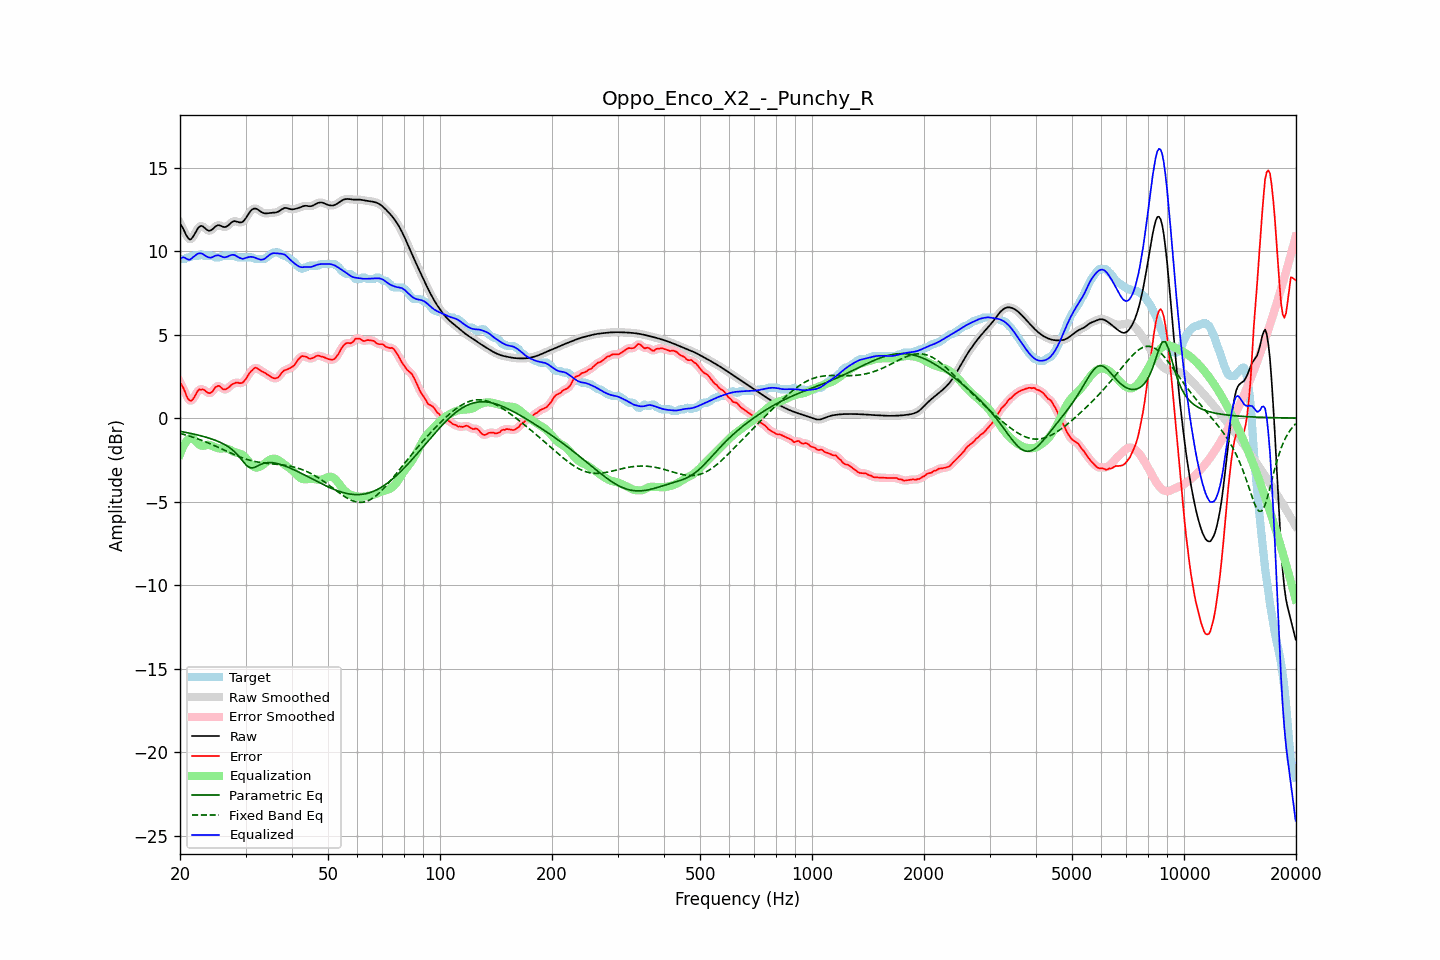 Oppo_Enco_X2_-_Punchy_R
Amplitude (dBr)
15
10
5
0
−5
−10
−15
−20
−25
Target
Raw Smoothed
Error Smoothed
Raw
Error
Equalization
Parametric Eq
Fixed Band Eq
Equalized
20 50 100 200 500 1000 2000 5000 10000 20000
Frequency (Hz)